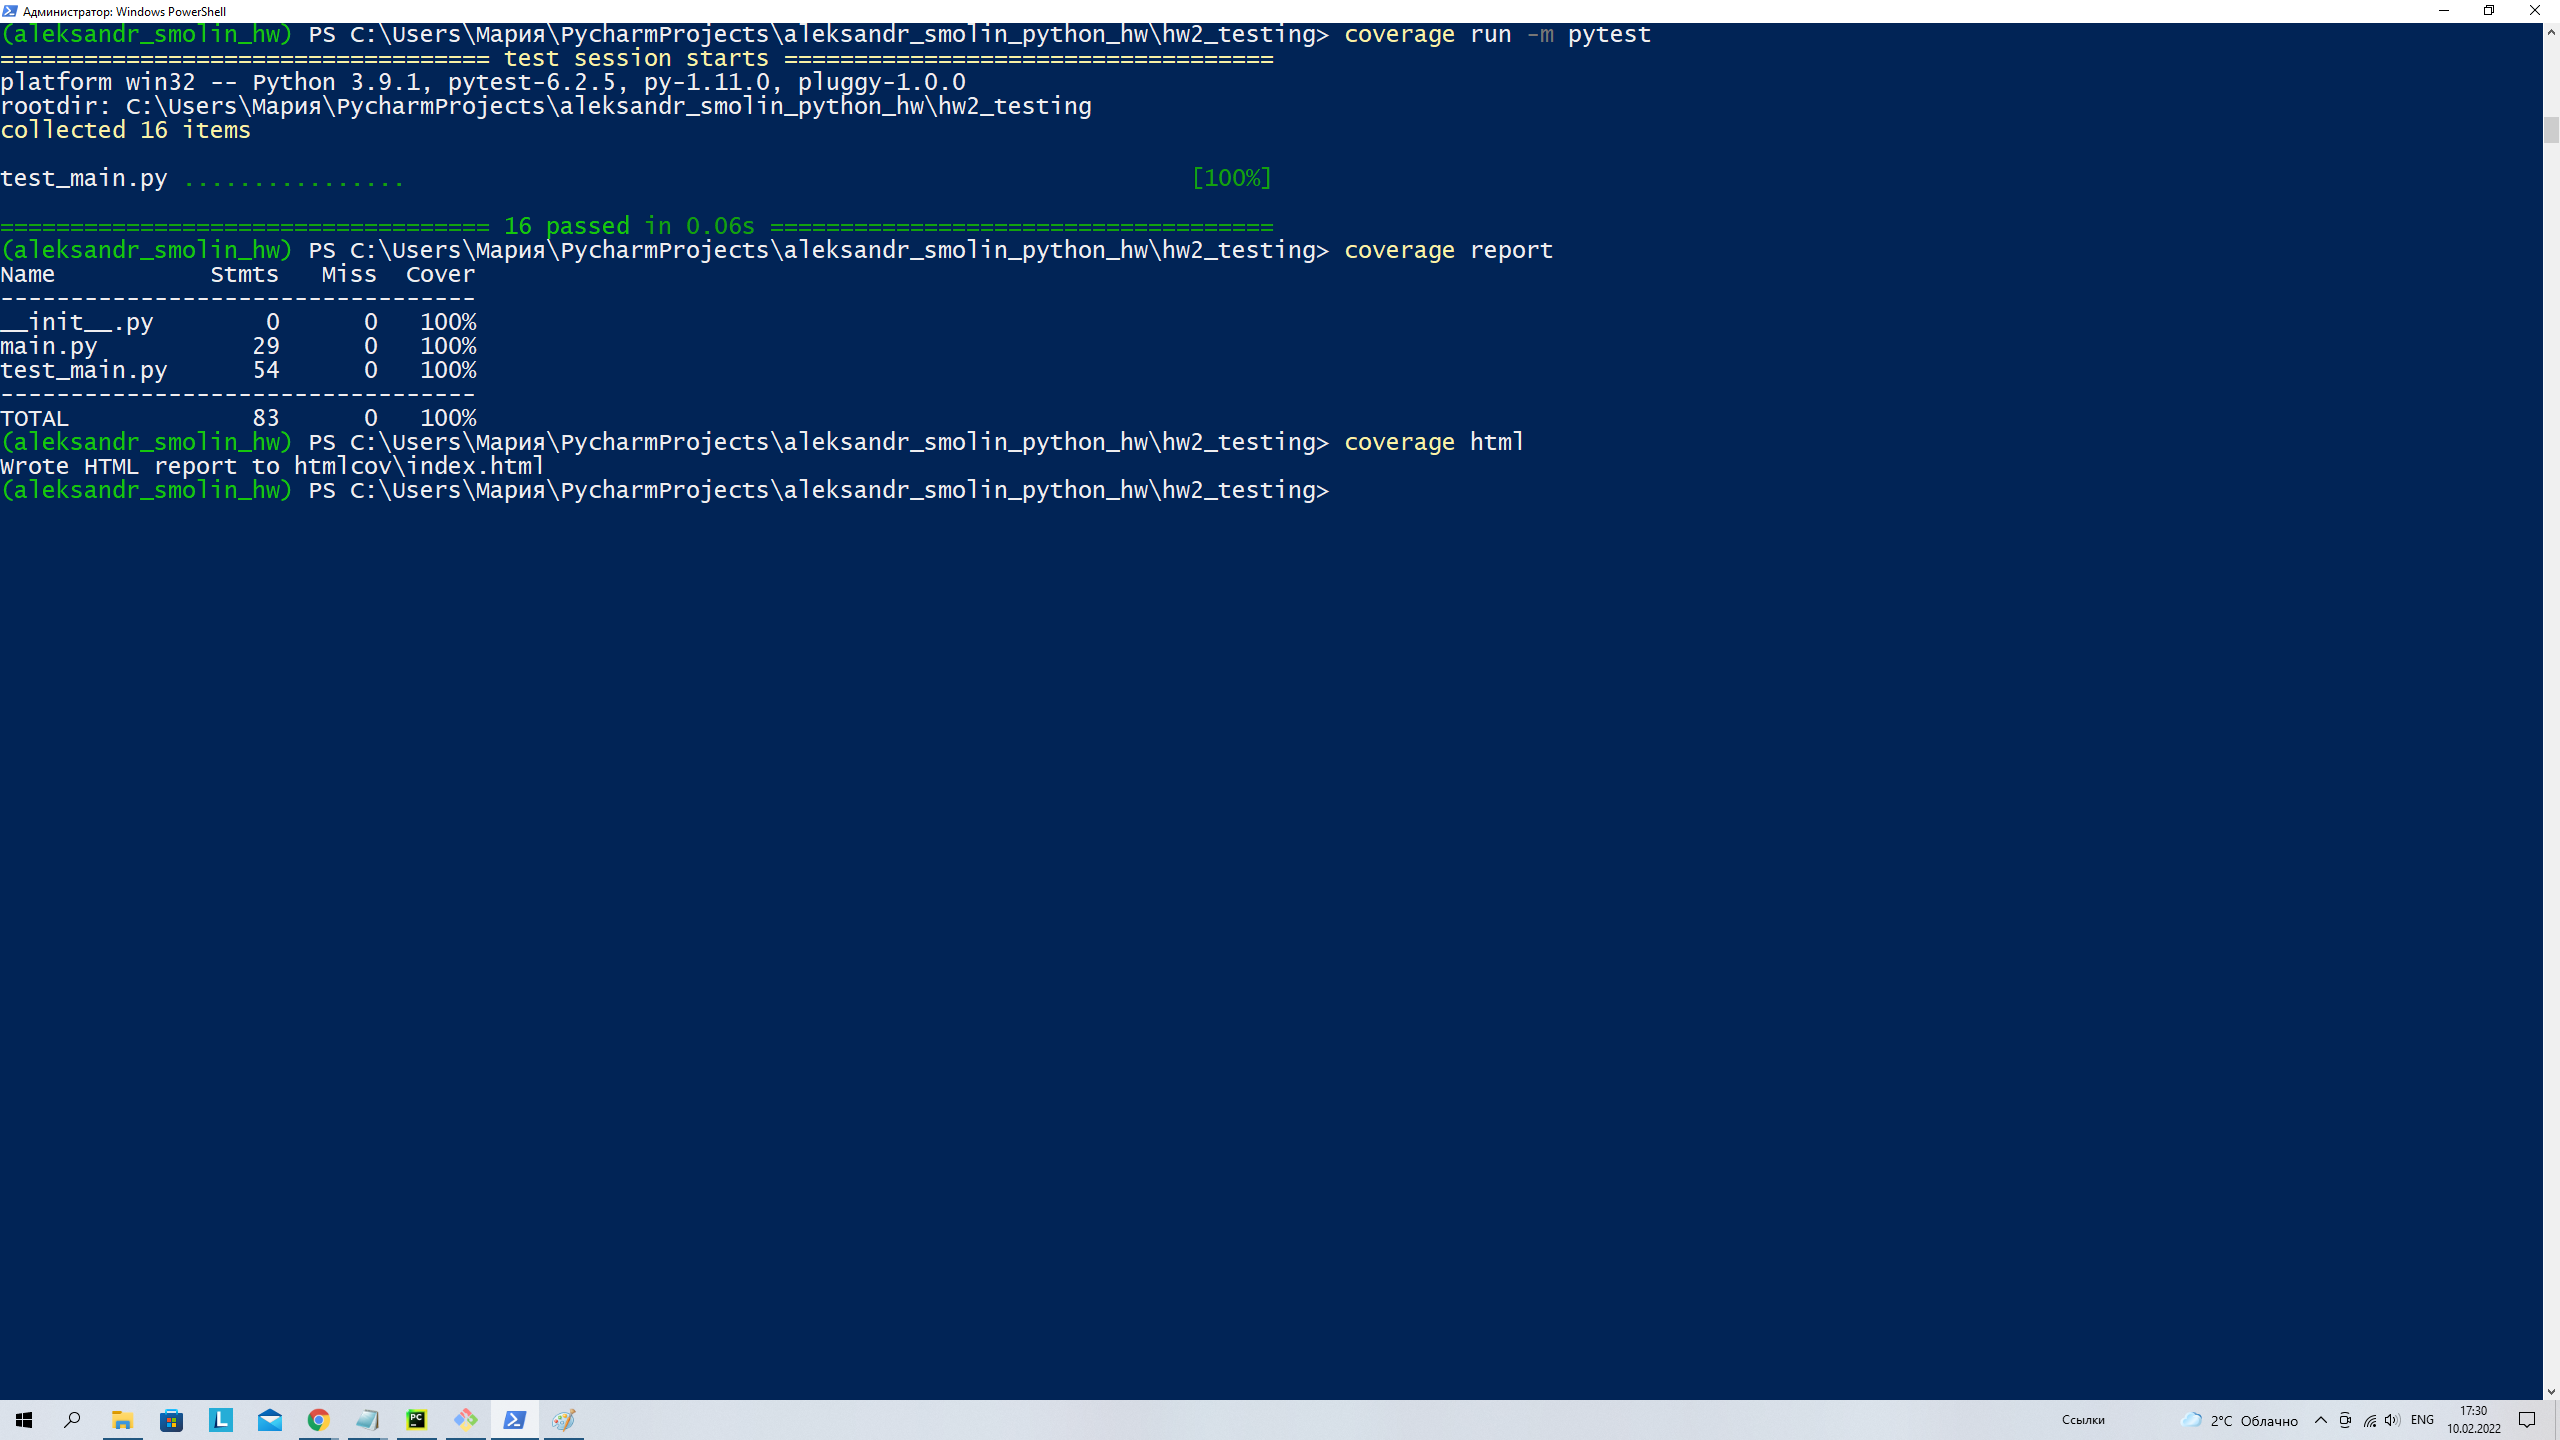 Администратор: Windows PowerShell
(aleksandr_smolin_hw) PS C:\Users\Мария\PycharmProjects\aleksandr_smolin_python_hw\hw2_testing> coverage run -m pytest
=================================== test session starts ===================================
platform win32 -- Python 3.9.1, pytest-6.2.5, py-1.11.0, pluggy-1.0.0
rootdir: C:\Users\Мария\PycharmProjects\aleksandr_smolin_python_hw\hw2_testing
collected 16 items
test_main.py ................ [100%]
=================================== 16 passed in 0.06s ====================================
(aleksandr_smolin_hw) PS C:\Users\Мария\PycharmProjects\aleksandr_smolin_python_hw\hw2_testing> coverage report
Name           Stmts   Miss  Cover
----------------------------------
__init__.py        0      0   100%
main.py           29      0   100%
test_main.py      54      0   100%
----------------------------------
TOTAL             83      0   100%
(aleksandr_smolin_hw) PS C:\Users\Мария\PycharmProjects\aleksandr_smolin_python_hw\hw2_testing> coverage html
Wrote HTML report to htmlcov\index.html
(aleksandr_smolin_hw) PS C:\Users\Мария\PycharmProjects\aleksandr_smolin_python_hw\hw2_testing>
L PC Ссылки 2°C Облачно ENG 17:30
10.02.2022